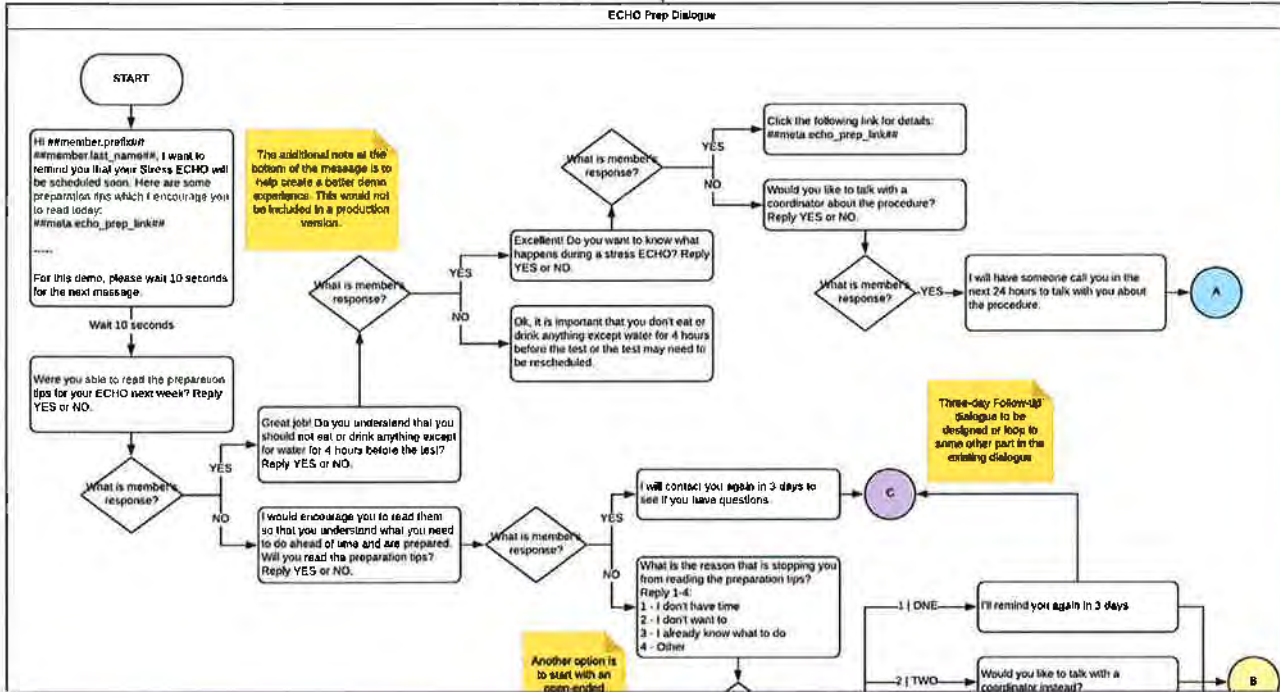 ECHO Prep Dialogue
START
Hi ##member.prefix##
##member.last_name##, I want to
remind you that your Stress ECHO will
be scheduled soon. Here are some
preparation tips which I encourage you
to read today:
##meta.echo_prep_link##
-----
For this demo, please wait 10 seconds
for the next message.
The additional note at the
bottom of the message is to
help create a better demo
experience. This would not
be included in a production
version.
Wait 10 seconds
Were you able to read the preparation
tips for your ECHO next week? Reply
YES or NO.
What is member's
response?
YES
NO
Great job! Do you understand that you
should not eat or drink anything except
for water for 4 hours before the test?
Reply YES or NO.
What is member's
response?
YES
NO
Excellent! Do you want to know what
happens during a stress ECHO? Reply
YES or NO.
Ok, it is important that you don't eat or
drink anything except water for 4 hours
before the test or the test may need to
be rescheduled.
What is member's
response?
YES
NO
Click the following link for details:
##meta.echo_prep_link##
Would you like to talk with a
coordinator about the procedure?
Reply YES or NO.
What is member's
response?
YES
I will have someone call you in the
next 24 hours to talk with you about
the procedure.
A
I would encourage you to read them
so that you understand what you need
to do ahead of time and are prepared.
Will you read the preparation tips?
Reply YES or NO.
What is member's
response?
YES
NO
I will contact you again in 3 days to
see if you have questions.
C
Three-day Follow-up
dialogue to be
designed or loop to
some other part in the
existing dialogue
What is the reason that is stopping you
from reading the preparation tips?
Reply 1-4:
1 - I don't have time
2 - I don't want to
3 - I already know what to do
4 - Other
Another option is
to start with an
open-ended
1 | ONE
I'll remind you again in 3 days
2 | TWO
Would you like to talk with a
coordinator instead?
B